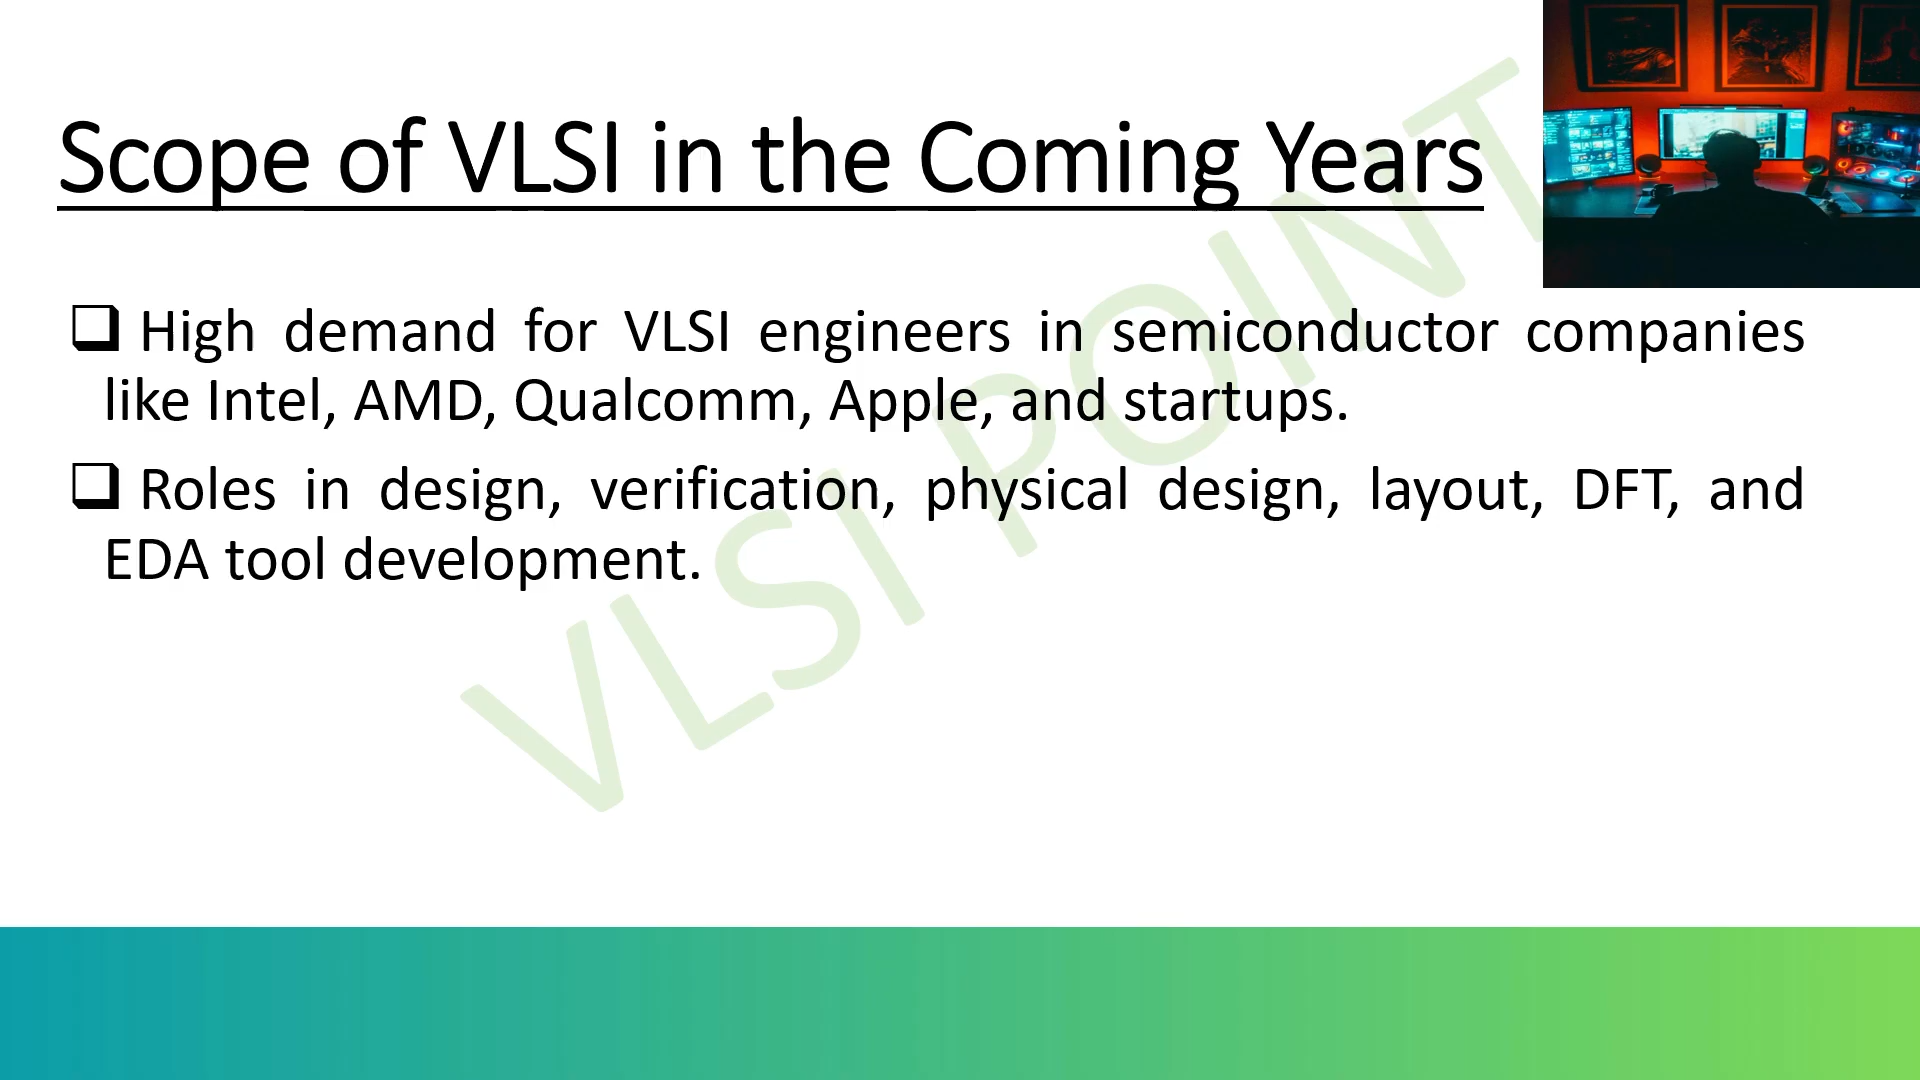 Scope of VLSI in the Coming Years
High demand for VLSI engineers in semiconductor companies
like Intel, AMD, Qualcomm, Apple, and startups.
Roles in design, verification, physical design, layout, DFT, and
EDA tool development.
VLSI POINT